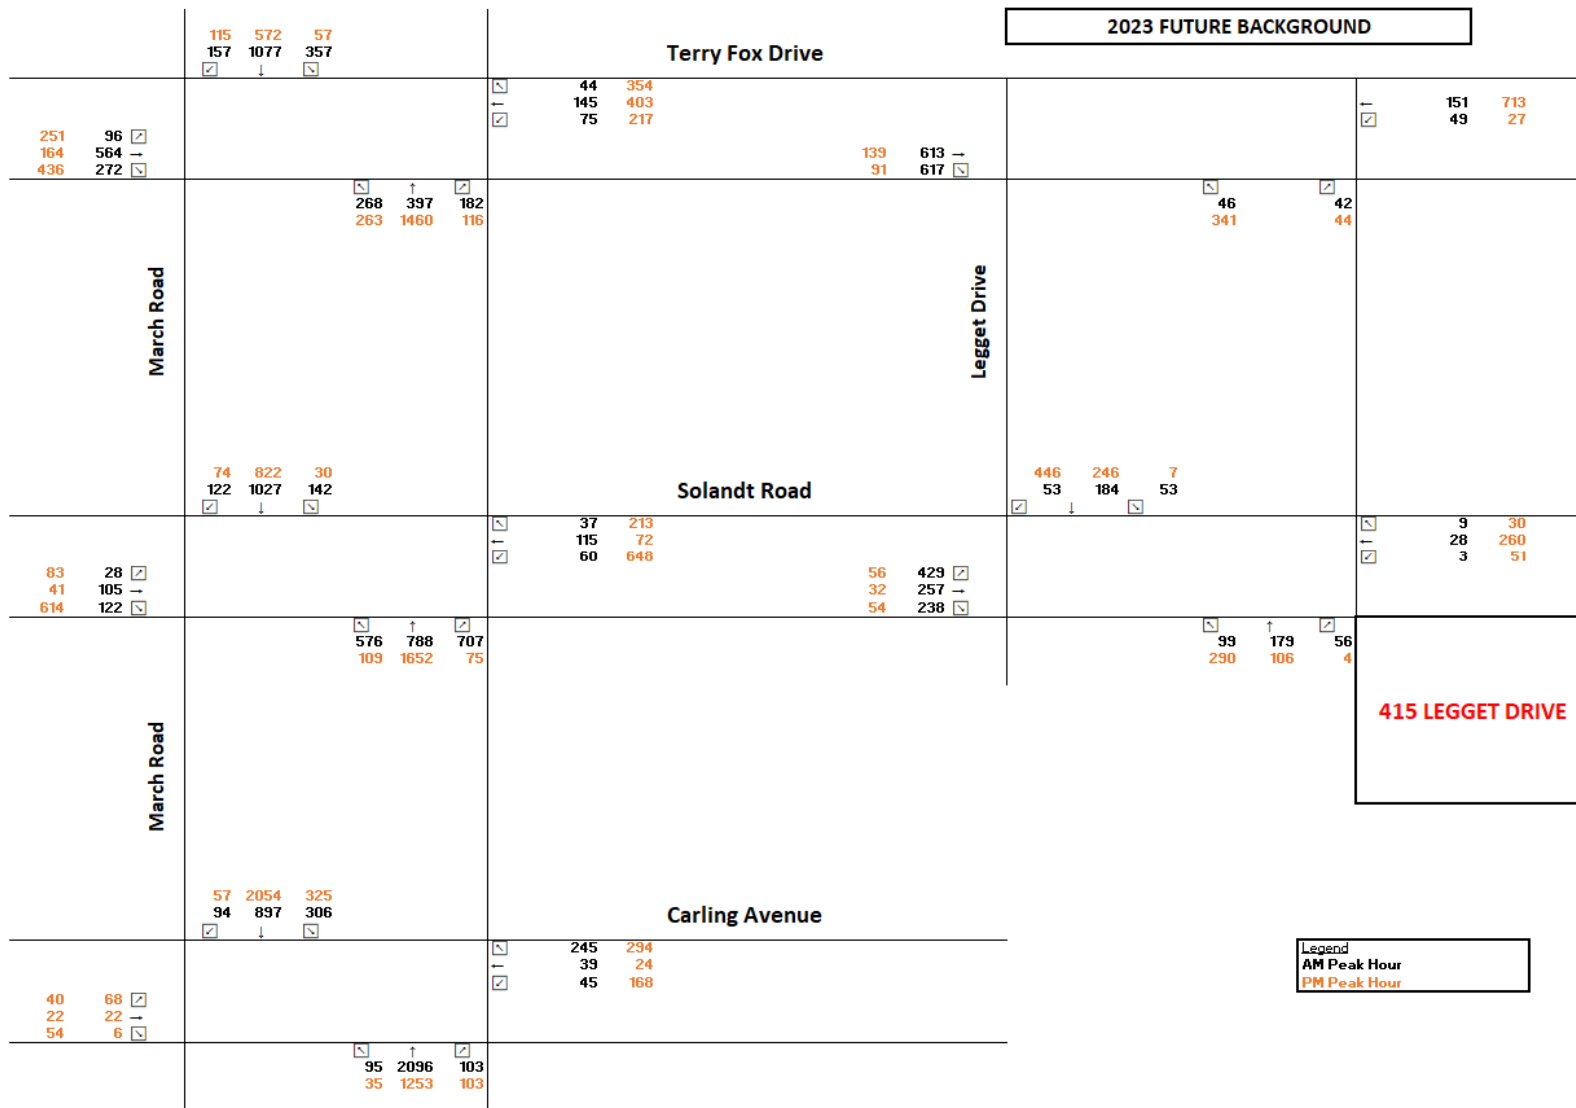 2023 FUTURE BACKGROUND
115 572 57
157 1077 357
↙ ↓ ↘
Terry Fox Drive
↖ 44 354
← 145 403
↙ 75 217
← 151 713
↙ 49 27
251 96 ↗
164 564 →
436 272 ↘
139 613 →
91 617 ↘
↖ ↑ ↗
268 397 182
263 1460 116
↖ ↗
46 42
341 44
March Road
Legget Drive
74 822 30
122 1027 142
↙ ↓ ↘
Solandt Road
446 246 7
53 184 53
↙ ↓ ↘
↖ 37 213
← 115 72
↙ 60 648
↖ 9 30
← 28 260
↙ 3 51
83 28 ↗
41 105 →
614 122 ↘
56 429 ↗
32 257 →
54 238 ↘
↖ ↑ ↗
576 788 707
109 1652 75
↖ ↑ ↗
99 179 56
290 106 4
415 LEGGET DRIVE
March Road
57 2054 325
94 897 306
↙ ↓ ↘
Carling Avenue
↖ 245 294
← 39 24
↙ 45 168
Legend
AM Peak Hour
PM Peak Hour
40 68 ↗
22 22 →
54 6 ↘
↖ ↑ ↗
95 2096 103
35 1253 103